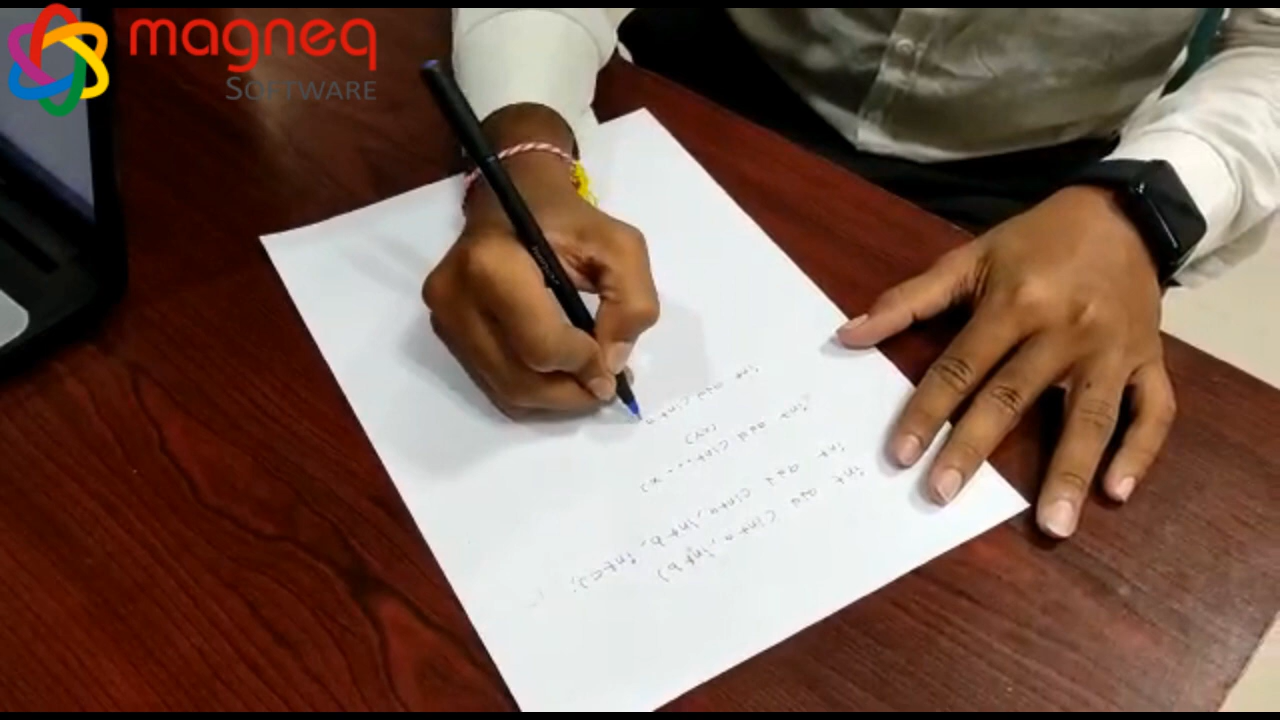 magneq
SOFTWARE
int add (int a, int b)
int add (int a, int b, int c);
int add (int .... x)
(x,y)
int add (int a